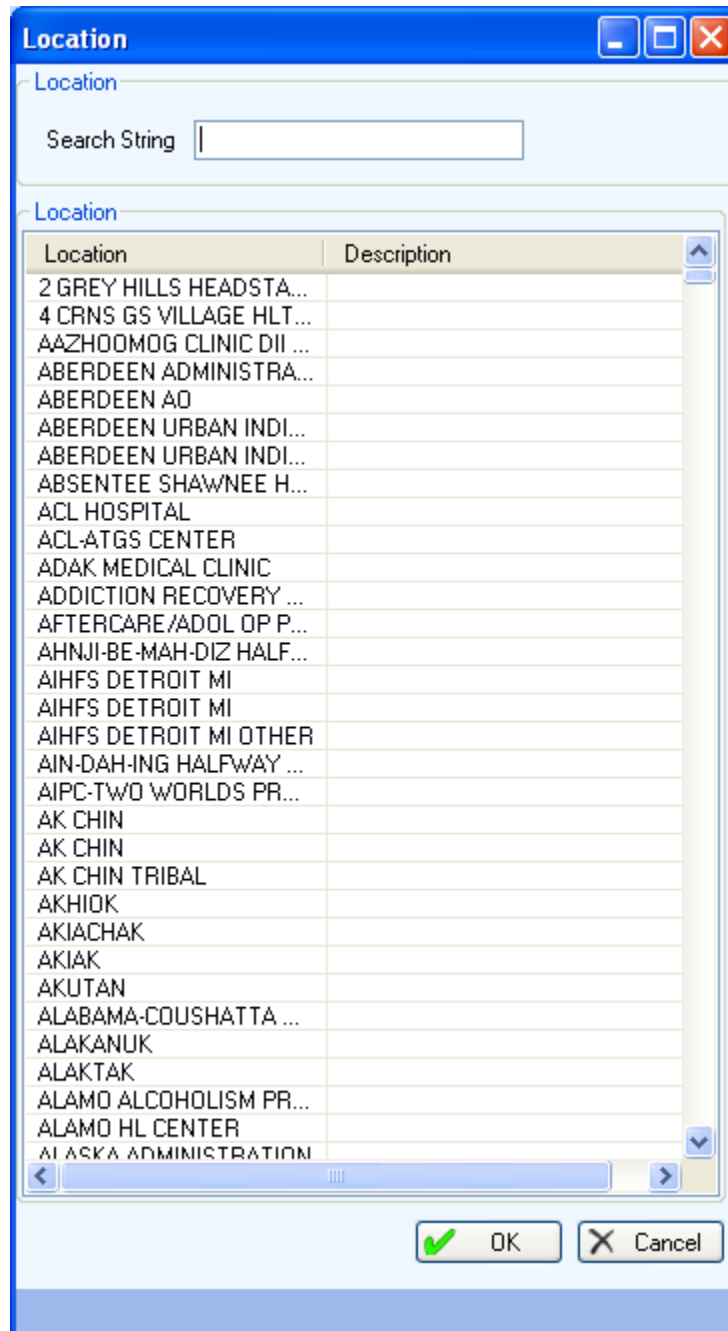 Location
Location
Search String
Location
Location Description
2 GREY HILLS HEADSTA...
4 CRNS GS VILLAGE HLT...
AAZHOOMOG CLINIC DII ...
ABERDEEN ADMINISTRA...
ABERDEEN AO
ABERDEEN URBAN INDI...
ABERDEEN URBAN INDI...
ABSENTEE SHAWNEE H...
ACL HOSPITAL
ACL-ATGS CENTER
ADAK MEDICAL CLINIC
ADDICTION RECOVERY ...
AFTERCARE/ADOL OP P...
AHNJI-BE-MAH-DIZ HALF...
AIHFS DETROIT MI
AIHFS DETROIT MI
AIHFS DETROIT MI OTHER
AIN-DAH-ING HALFWAY ...
AIPC-TWO WORLDS PR...
AK CHIN
AK CHIN
AK CHIN TRIBAL
AKHIOK
AKIACHAK
AKIAK
AKUTAN
ALABAMA-COUSHATTA ...
ALAKANUK
ALAKTAK
ALAMO ALCOHOLISM PR...
ALAMO HL CENTER
ALASKA ADMINISTRATION
OK Cancel